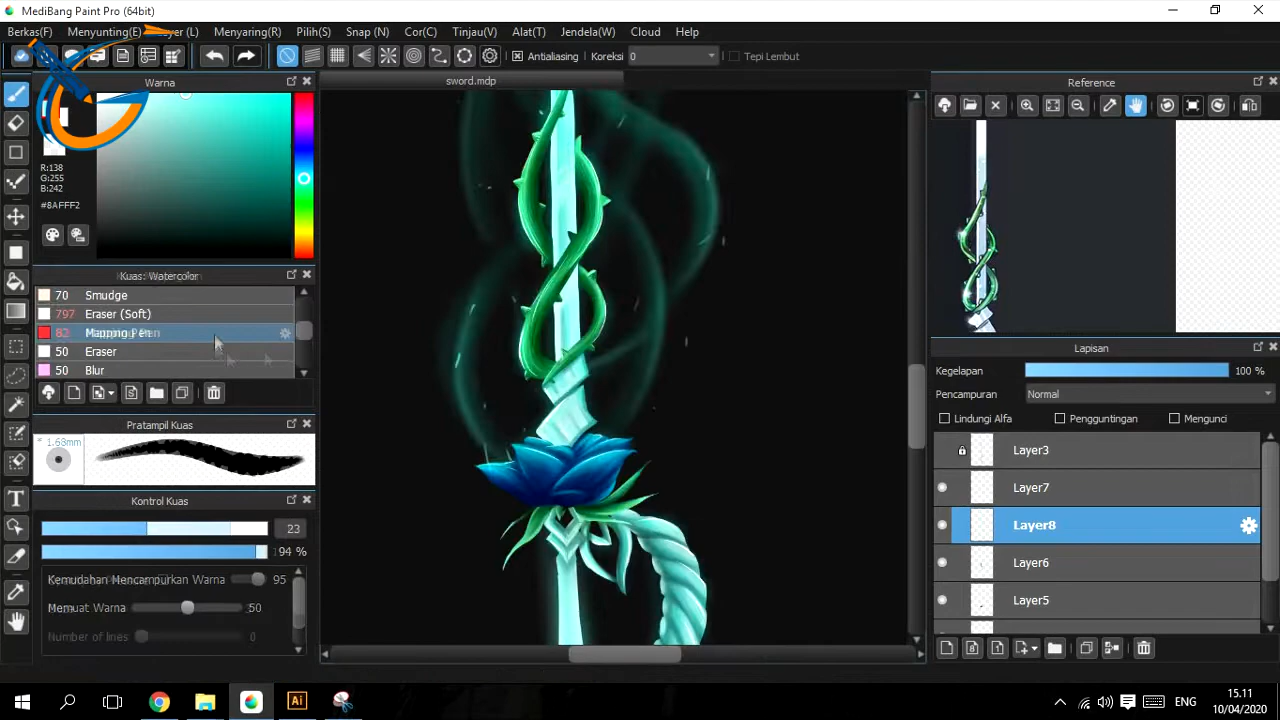 MediBang Paint Pro (64bit)
Berkas(F) Menyunting(E) Layer (L) Menyaring(R) Pilih(S) Snap (N) Cor(C) Tinjau(V) Alat(T) Jendela(W) Cloud Help
Antialiasing Koreksi 0 Tepi Lembut
Warna
R:138
G:255
B:242
#8AFFF2
Kuas: Watercolor
70 Smudge
797 Eraser (Soft)
Mapping Pen
50 Eraser
50 Blur
Pratampil Kuas
* 1.68mm
Kontrol Kuas
23
94 %
Kemudahan Mencampurkan Warna 95
Memuat Warna 50
Number of lines 0
sword.mdp
Reference
Lapisan
Kegelapan 100 %
Pencampuran Normal
Lindungi Alfa Pengguntingan Mengunci
Layer3
Layer7
Layer8
Layer6
Layer5
Ai
ENG
15.11
10/04/2020